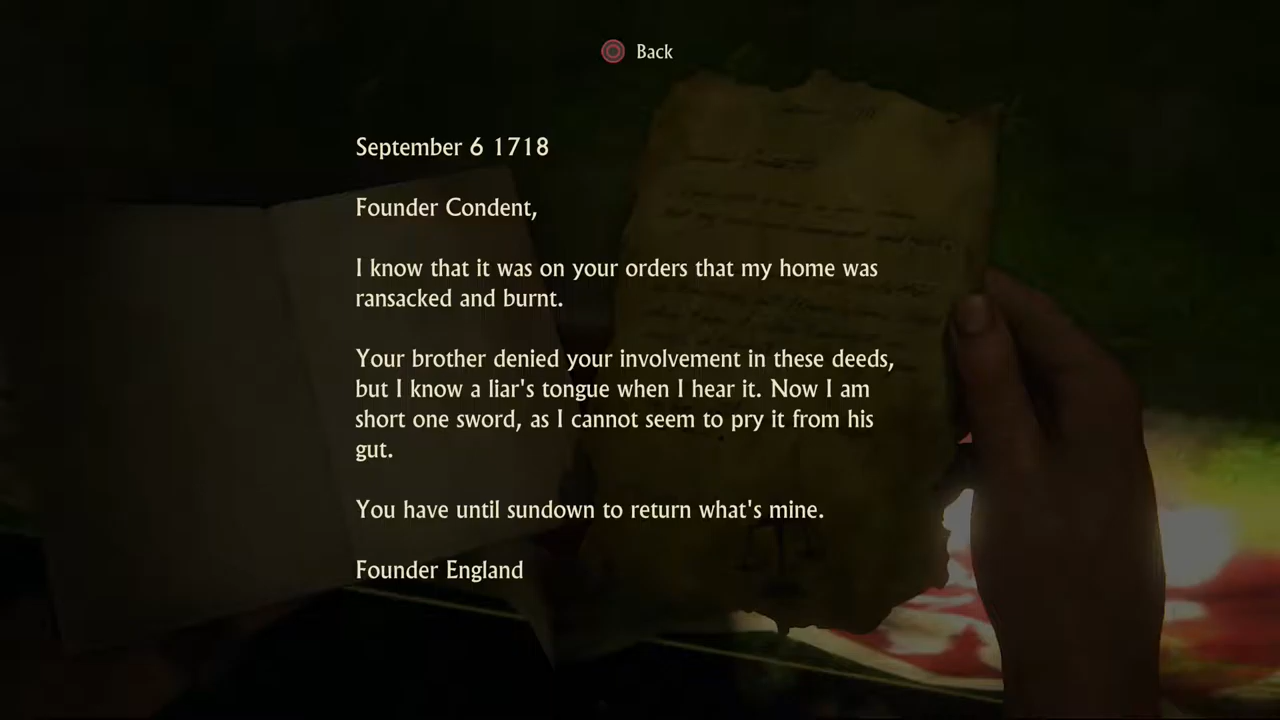 Back
September 6 1718
Founder Condent,
I know that it was on your orders that my home was
ransacked and burnt.
Your brother denied your involvement in these deeds,
but I know a liar's tongue when I hear it. Now I am
short one sword, as I cannot seem to pry it from his
gut.
You have until sundown to return what's mine.
Founder England